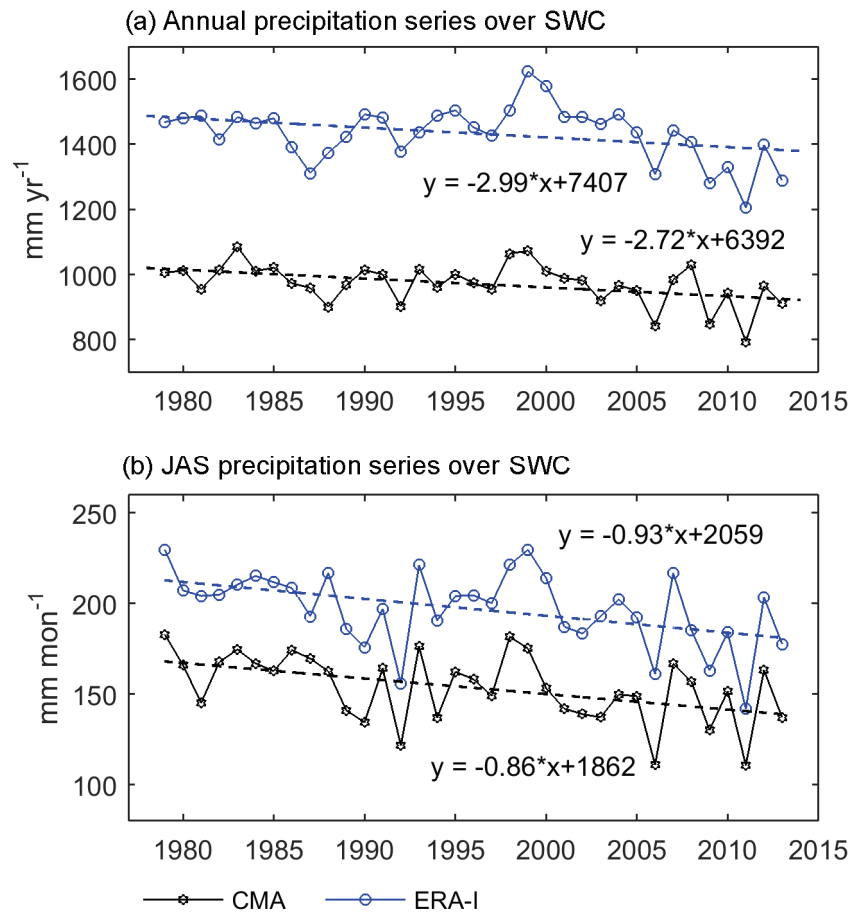 (a) Annual precipitation series over SWC
1600
1400
1200
1000
800
mm yr⁻¹
y = -2.99*x+7407
y = -2.72*x+6392
1980 1985 1990 1995 2000 2005 2010 2015
(b) JAS precipitation series over SWC
250
200
150
100
mm mon⁻¹
y = -0.93*x+2059
y = -0.86*x+1862
1980 1985 1990 1995 2000 2005 2010 2015
CMA ERA-I